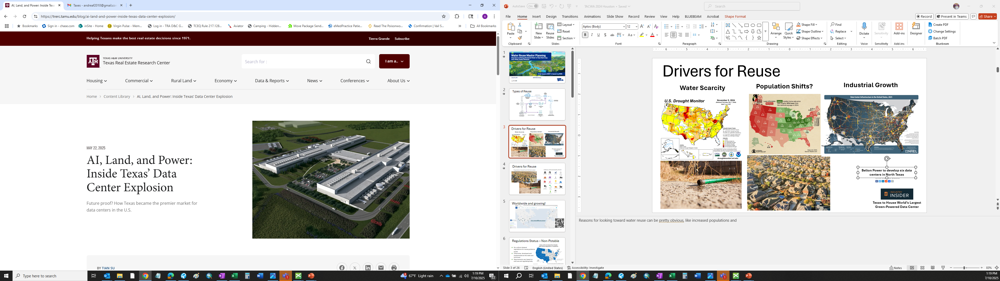 AI, Land, and Power: Inside Texa
Taxes - andreaf2010@gmail.co
https://trerc.tamu.edu/blog/ai-land-and-power-inside-texas-data-center-explosion/
Bookmarks
Sign in - chase.com
inSite - Home
Virgin Pulse - Mem...
Log in - TRA D&C G...
TCEQ Rule 217.128...
Aviator
Camping - Hidden...
Move Package Send...
eMedPractice Patie...
Read The Poisonwo...
Confirmation | Vail S...
All Bookmarks
Helping Texans make the best real estate decisions since 1971.
Tierra Grande
Subscribe
TEXAS A&M UNIVERSITY
Texas Real Estate Research Center
Search for :
I am a..
Housing
Commercial
Rural Land
Economy
Data & Reports
News
Conferences
About Us
Home > Content Library > AI, Land, and Power: Inside Texas' Data Center Explosion
MAY 22, 2025
AI, Land, and Power:
Inside Texas' Data
Center Explosion
Future proof? How Texas became the premier market for
data centers in the U.S.
BY TIAN SU
Type here to search
67°F Light rain
1:19 PM
7/10/2025
AutoSave On
TACWA 2024 Houston • Saved
Search
File Home Insert Design Transitions Animations Slide Show Record Review View Help BLUEBEAM Acrobat Shape Format
Record
Present in Teams
Share
Paste
Clipboard
New
Slide
Reuse
Slides
Layout
Reset
Section
Slides
Aptos (Body) 12
Font
Paragraph
Arrange
Quick
Styles
Shape Fill
Shape Outline
Shape Effects
Drawing
Find
Replace
Select
Editing
Dictate
Voice
Sensitivity
Sensitivity
Add-ins
Add-ins
Designer
Create PDF
Change Settings
Batch PDF
Bluebeam
1
Water Reuse Master Planning
2
Types of Reuse
3
Drivers for Reuse
Water Scarcity
Population Shifts?
Industrial Growth
4
Drivers for Reuse
5
Worldwide and growing!
6
Regulations Status – Non-Potable
Drivers for Reuse
Water Scarcity
Population Shifts?
Industrial Growth
U.S. Drought Monitor
November 5, 2024
droughtmonitor.unl.edu
Data Center Infrastructure in the United States, 2025
NREL
Belton Power to develop six data
centers in North Texas
INDUSTRY
INSIDER
Texas to House World's Largest
Green-Powered Data Center
Reasons for looking toward water reuse can be pretty obvious, like increased populations and
Slide 3 of 26
English (United States)
Accessibility: Investigate
Notes
83%
1:19 PM
7/10/2025